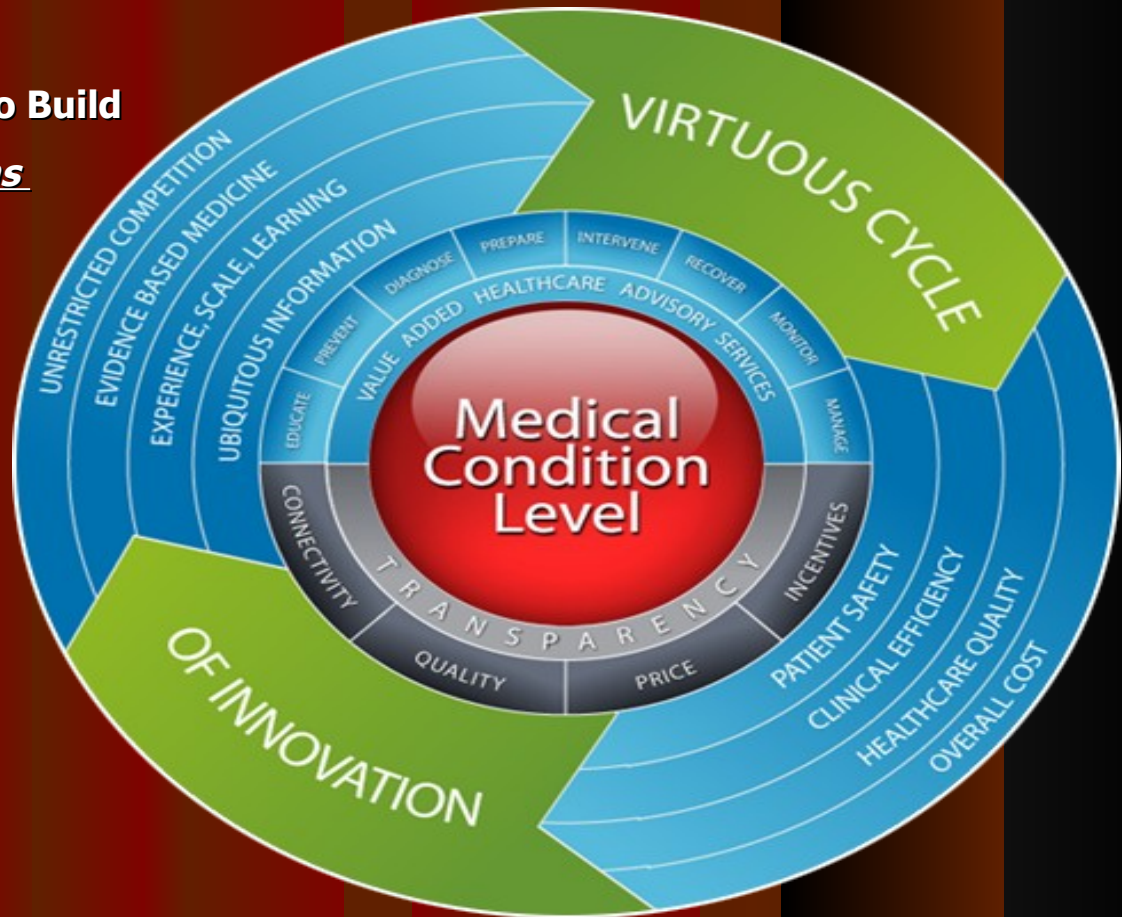 o Build
s
VIRTUOUS CYCLE
OF INNOVATION
UNRESTRICTED COMPETITION
EVIDENCE BASED MEDICINE
EXPERIENCE, SCALE, LEARNING
UBIQUTOUS INFORMATION
EDUCATE
PREVENT
DIAGNOSE
PREPARE
INTERVENE
RECOVER
MONITOR
MANAGE
VALUE ADDED HEALTHCARE ADVISORY SERVICES
Medical
Condition
Level
TRANSPARENCY
CONNECTIVITY
QUALITY
PRICE
INCENTIVES
PATIENT SAFETY
CLINICAL EFFICIENCY
HEALTHCARE QUALITY
OVERALL COST